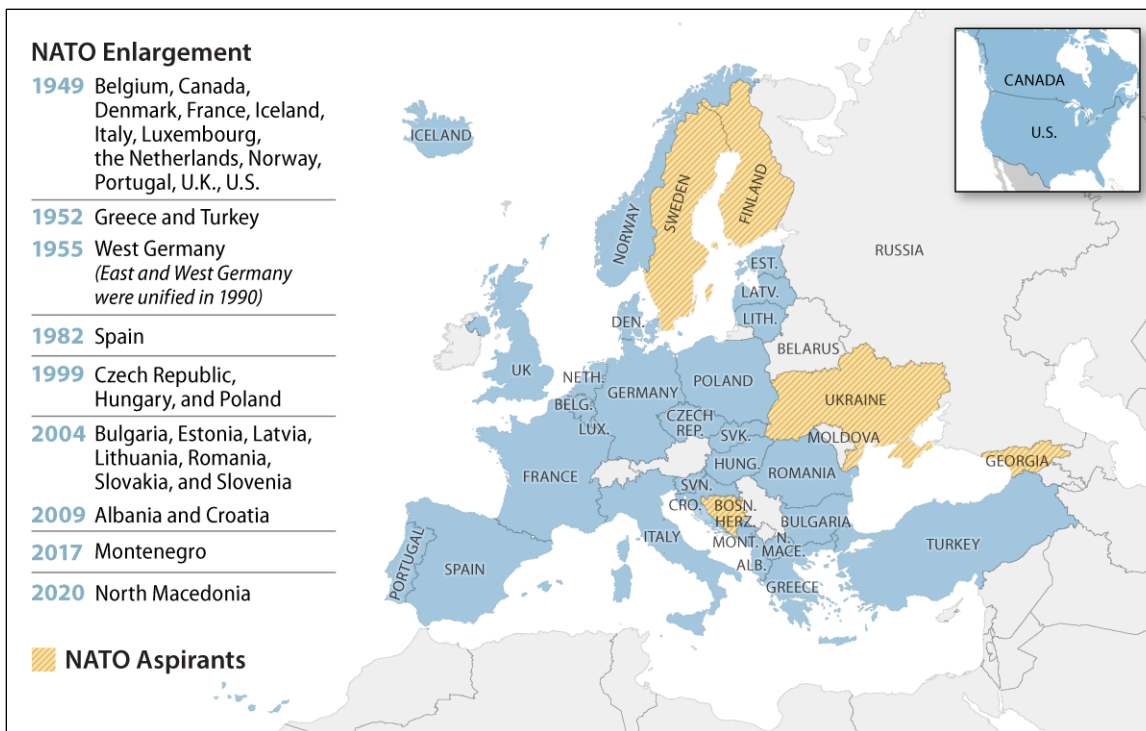 NATO Enlargement
1949 Belgium, Canada,
Denmark, France, Iceland,
Italy, Luxembourg,
the Netherlands, Norway,
Portugal, U.K., U.S.
1952 Greece and Turkey
1955 West Germany
(East and West Germany
were unified in 1990)
1982 Spain
1999 Czech Republic,
Hungary, and Poland
2004 Bulgaria, Estonia, Latvia,
Lithuania, Romania,
Slovakia, and Slovenia
2009 Albania and Croatia
2017 Montenegro
2020 North Macedonia
NATO Aspirants
CANADA
U.S.
ICELAND
NORWAY
SWEDEN
FINLAND
RUSSIA
EST.
LATV.
LITH.
DEN.
BELARUS
UK
NETH.
BELG.
LUX.
GERMANY
POLAND
UKRAINE
CZECH
REP.
SVK.
MOLDOVA
FRANCE
HUNG.
ROMANIA
GEORGIA
SVN.
CRO.
BOSN.
HERZ.
ITALY
MONT.
N.
MACE.
BULGARIA
ALB.
GREECE
TURKEY
PORTUGAL
SPAIN